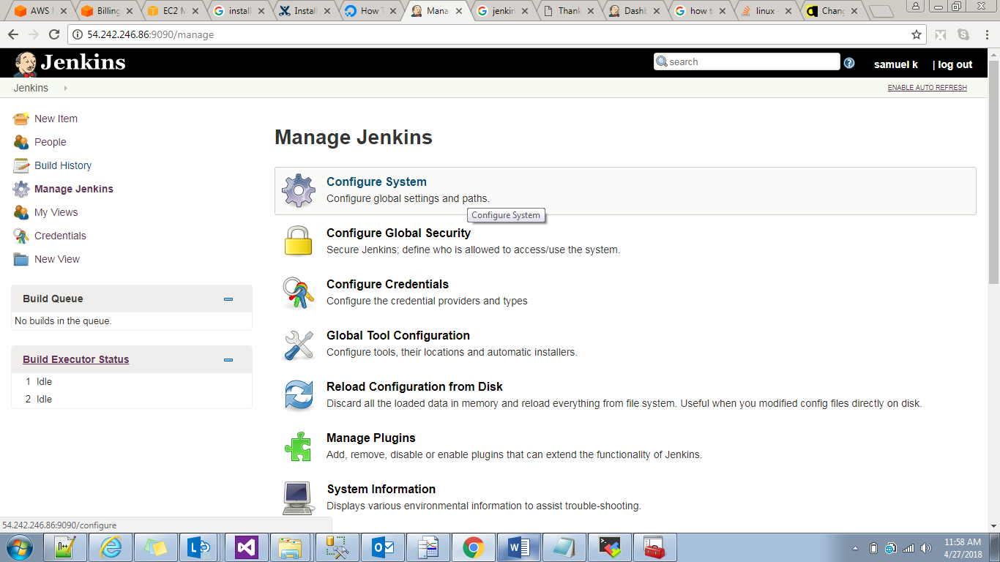 AWS
Billing
EC2 M
install
Install
How T
Mana
jenkin
Thank
Dashb
how t
linux
Chang
54.242.246.86:9090/manage
Jenkins
search
samuel k
| log out
Jenkins
ENABLE AUTO REFRESH
New Item
People
Build History
Manage Jenkins
My Views
Credentials
New View
Build Queue
No builds in the queue.
Build Executor Status
1 Idle
2 Idle
Manage Jenkins
Configure System
Configure global settings and paths.
Configure System
Configure Global Security
Secure Jenkins; define who is allowed to access/use the system.
Configure Credentials
Configure the credential providers and types
Global Tool Configuration
Configure tools, their locations and automatic installers.
Reload Configuration from Disk
Discard all the loaded data in memory and reload everything from file system. Useful when you modified config files directly on disk.
Manage Plugins
Add, remove, disable or enable plugins that can extend the functionality of Jenkins.
System Information
Displays various environmental information to assist trouble-shooting.
54.242.246.86:9090/configure
11:58 AM
4/27/2018